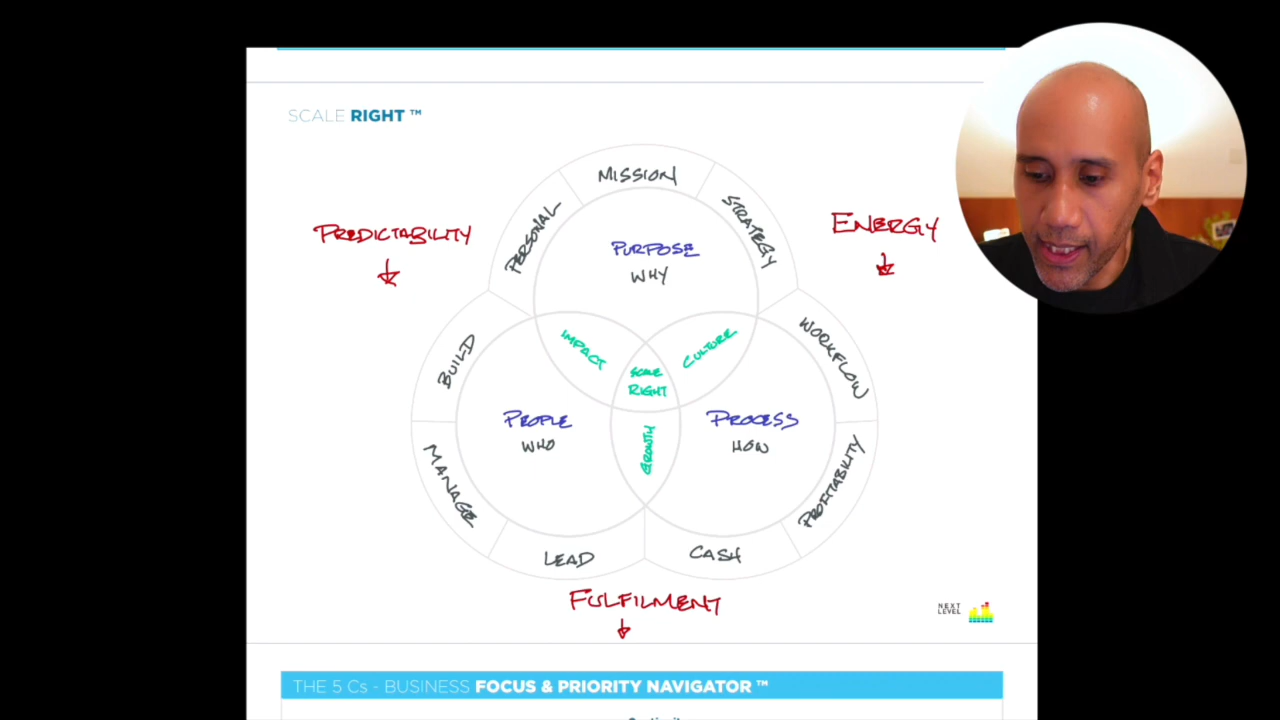 SCALE RIGHT ™
MISSION
PERSONAL
STRATEGY
PREDICTABILITY
ENERGY
PURPOSE
WHY
IMPACT
CULTURE
SCALE
RIGHT
BUILD
WORKFLOW
PEOPLE
WHO
PROCESS
HOW
GROWTH
MANAGE
PROFITABILITY
LEAD
CASH
FULFILMENT
NEXT
LEVEL
THE 5 Cs - BUSINESS FOCUS & PRIORITY NAVIGATOR ™